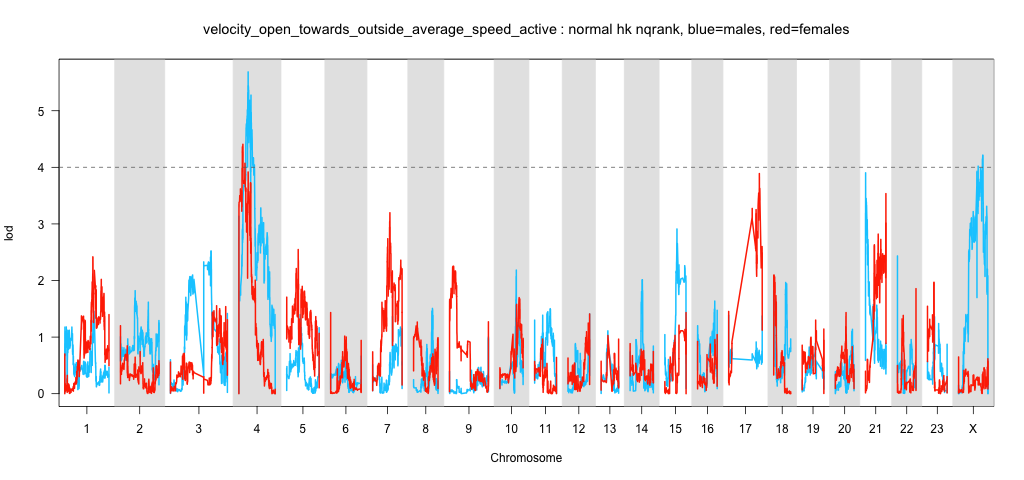 velocity_open_towards_outside_average_speed_active : normal hk nqrank, blue=males, red=females
5
4
3
2
1
0
lod
1 2 3 4 5 6 7 8 9 10 11 12 13 14 15 16 17 18 19 20 21 22 23 X
Chromosome